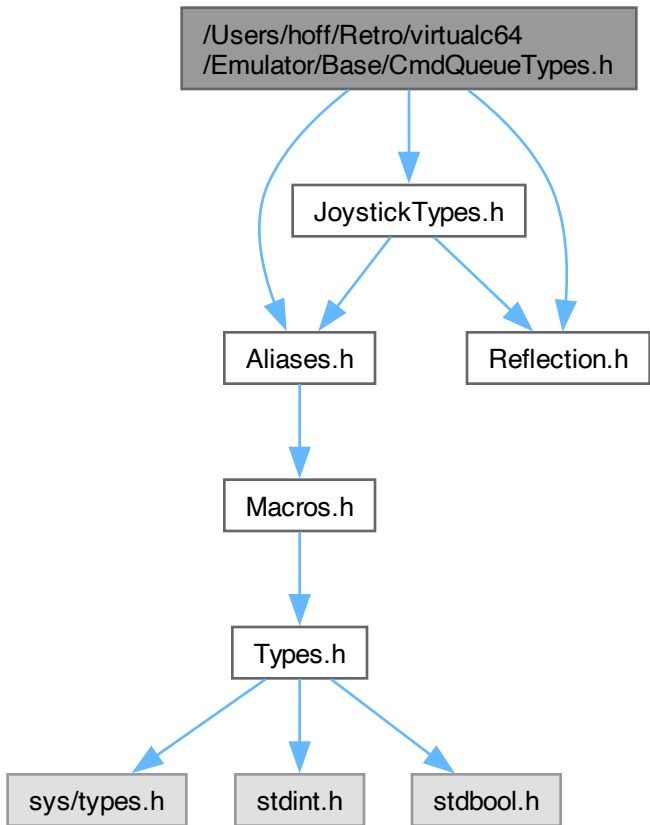 /Users/hoff/Retro/virtualc64
/Emulator/Base/CmdQueueTypes.h
JoystickTypes.h
Aliases.h
Reflection.h
Macros.h
Types.h
sys/types.h
stdint.h
stdbool.h